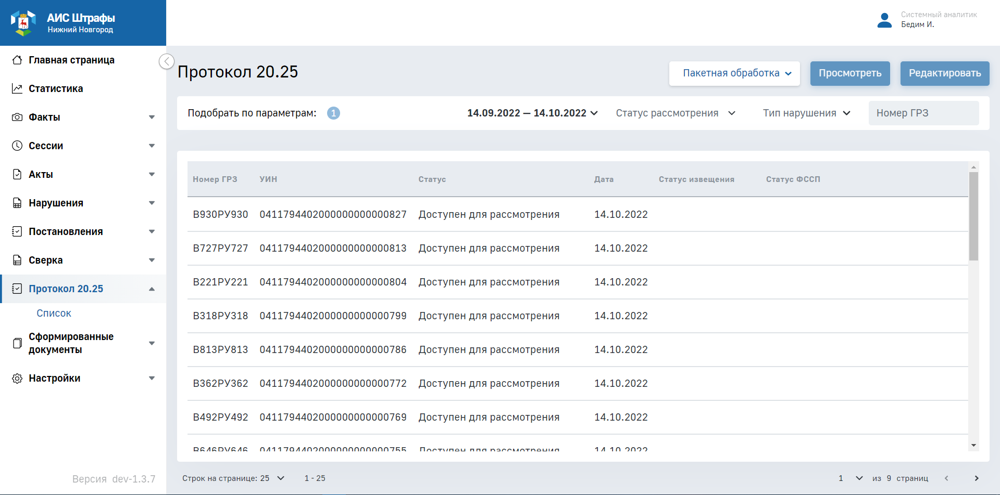 АИС Штрафы
Нижний Новгород
Системный аналитик
Бедим И.
Главная страница
Статистика
Факты
Сессии
Акты
Нарушения
Постановления
Сверка
Протокол 20.25
Список
Сформированные
документы
Настройки
Версия dev-1.3.7
Протокол 20.25
Пакетная обработка
Просмотреть
Редактировать
Подобрать по параметрам: 1 14.09.2022 — 14.10.2022 Статус рассмотрения Тип нарушения Номер ГРЗ
Номер ГРЗ УИН Статус Дата Статус извещения Статус ФССП
В930РУ930 0411794402000000000000827 Доступен для рассмотрения 14.10.2022
В727РУ727 0411794402000000000000813 Доступен для рассмотрения 14.10.2022
В221РУ221 0411794402000000000000804 Доступен для рассмотрения 14.10.2022
В318РУ318 0411794402000000000000799 Доступен для рассмотрения 14.10.2022
В813РУ813 0411794402000000000000786 Доступен для рассмотрения 14.10.2022
В362РУ362 0411794402000000000000772 Доступен для рассмотрения 14.10.2022
В492РУ492 0411794402000000000000769 Доступен для рассмотрения 14.10.2022
В646РУ646 0411794402000000000000755 Доступен для рассмотрения 14.10.2022
Строк на странице: 25 1 - 25 1 из 9 страниц